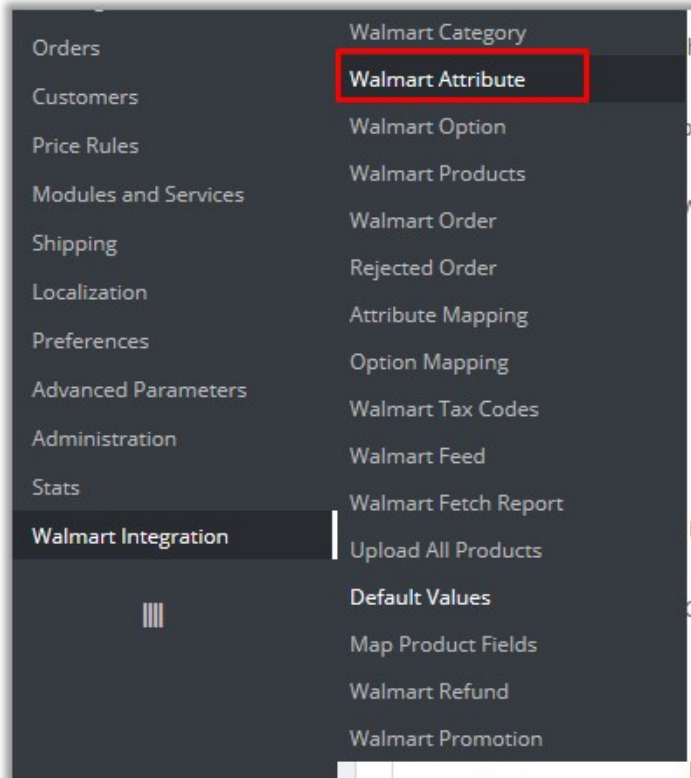 Orders
Customers
Price Rules
Modules and Services
Shipping
Localization
Preferences
Advanced Parameters
Administration
Stats
Walmart Integration
Walmart Category
Walmart Attribute
Walmart Option
Walmart Products
Walmart Order
Rejected Order
Attribute Mapping
Option Mapping
Walmart Tax Codes
Walmart Feed
Walmart Fetch Report
Upload All Products
Default Values
Map Product Fields
Walmart Refund
Walmart Promotion